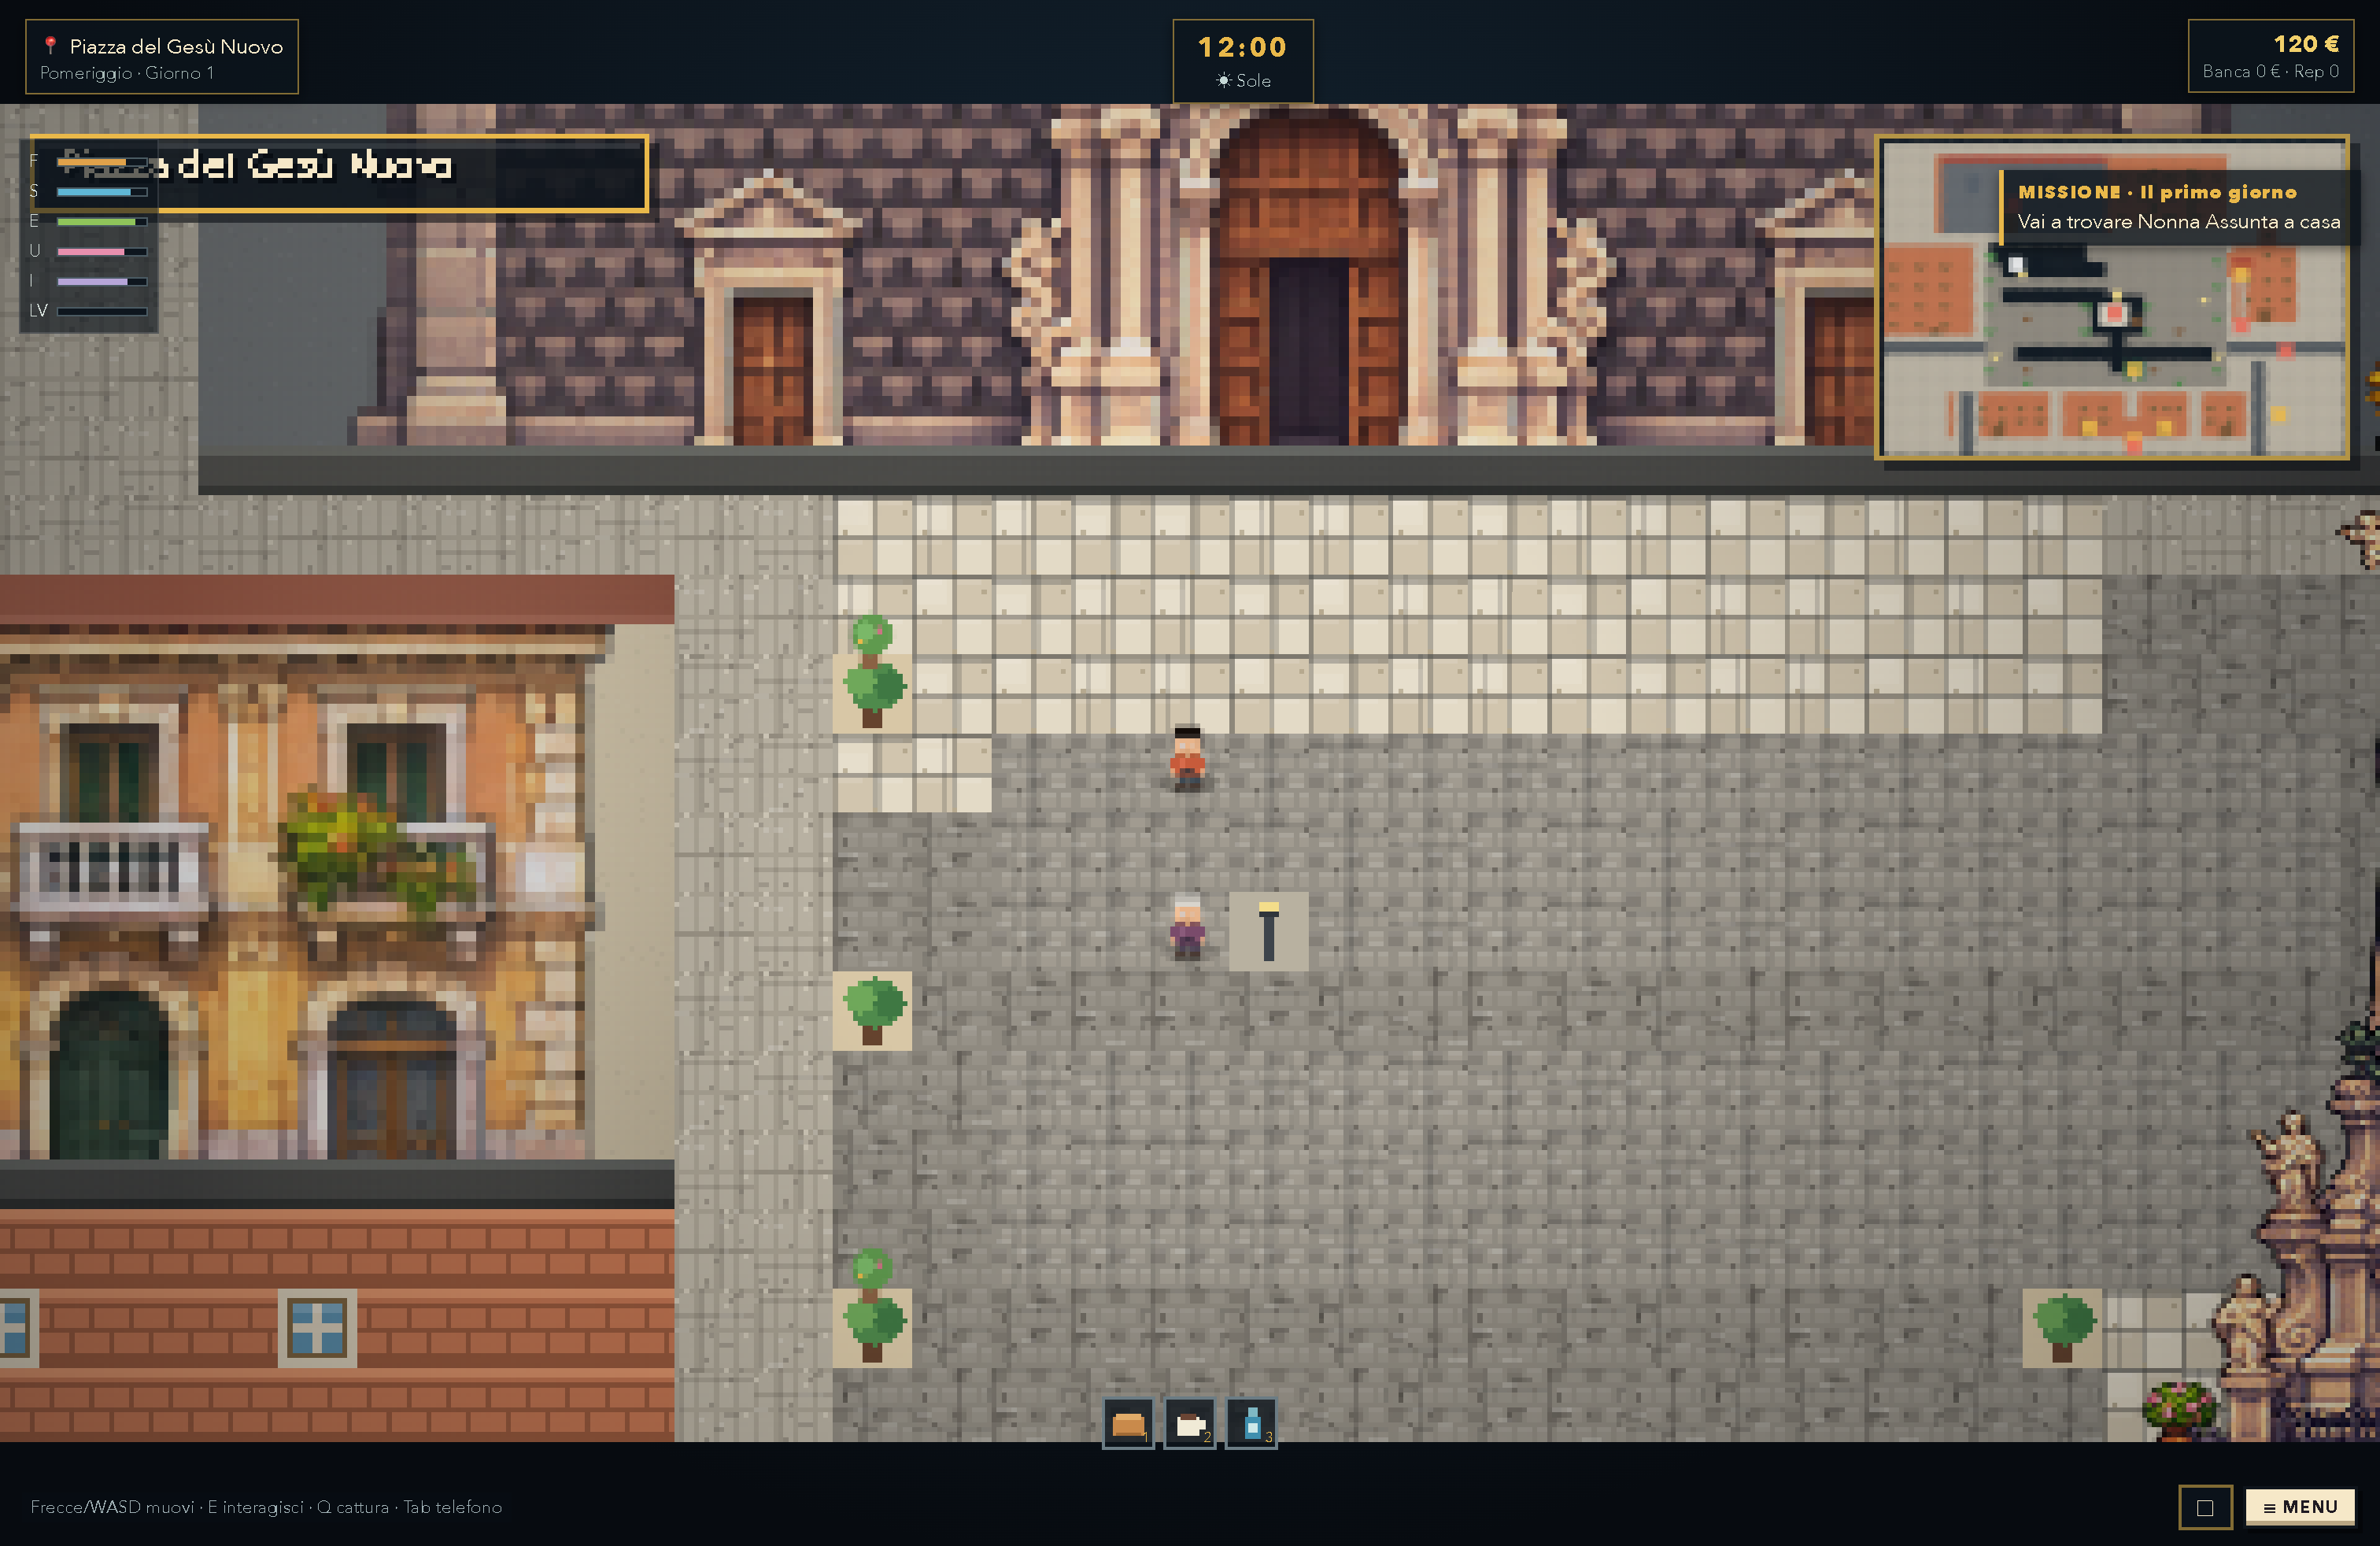 Piazza del Gesù Nuovo
Pomeriggio · Giorno 1
12:00
Sole
120 €
Banca 0 € · Rep 0
del Gesù Nuovo
F
S
E
U
I
LV
MISSIONE · Il primo giorno
Vai a trovare Nonna Assunta a casa
1
2
3
Frecce/WASD muovi · E interagisci · Q cattura · Tab telefono
≡ MENU